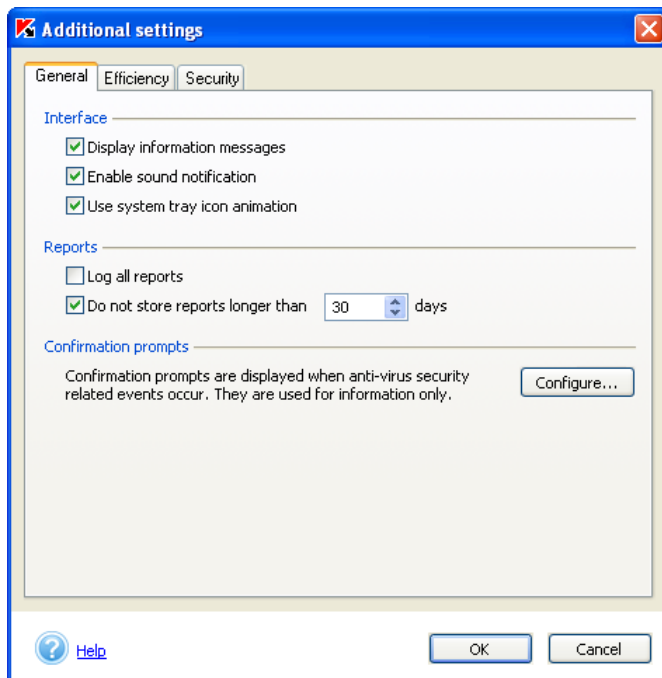 Additional settings
General Efficiency Security
Interface
Display information messages
Enable sound notification
Use system tray icon animation
Reports
Log all reports
Do not store reports longer than 30 days
Confirmation prompts
Confirmation prompts are displayed when anti-virus security
related events occur. They are used for information only.
Configure...
Help OK Cancel